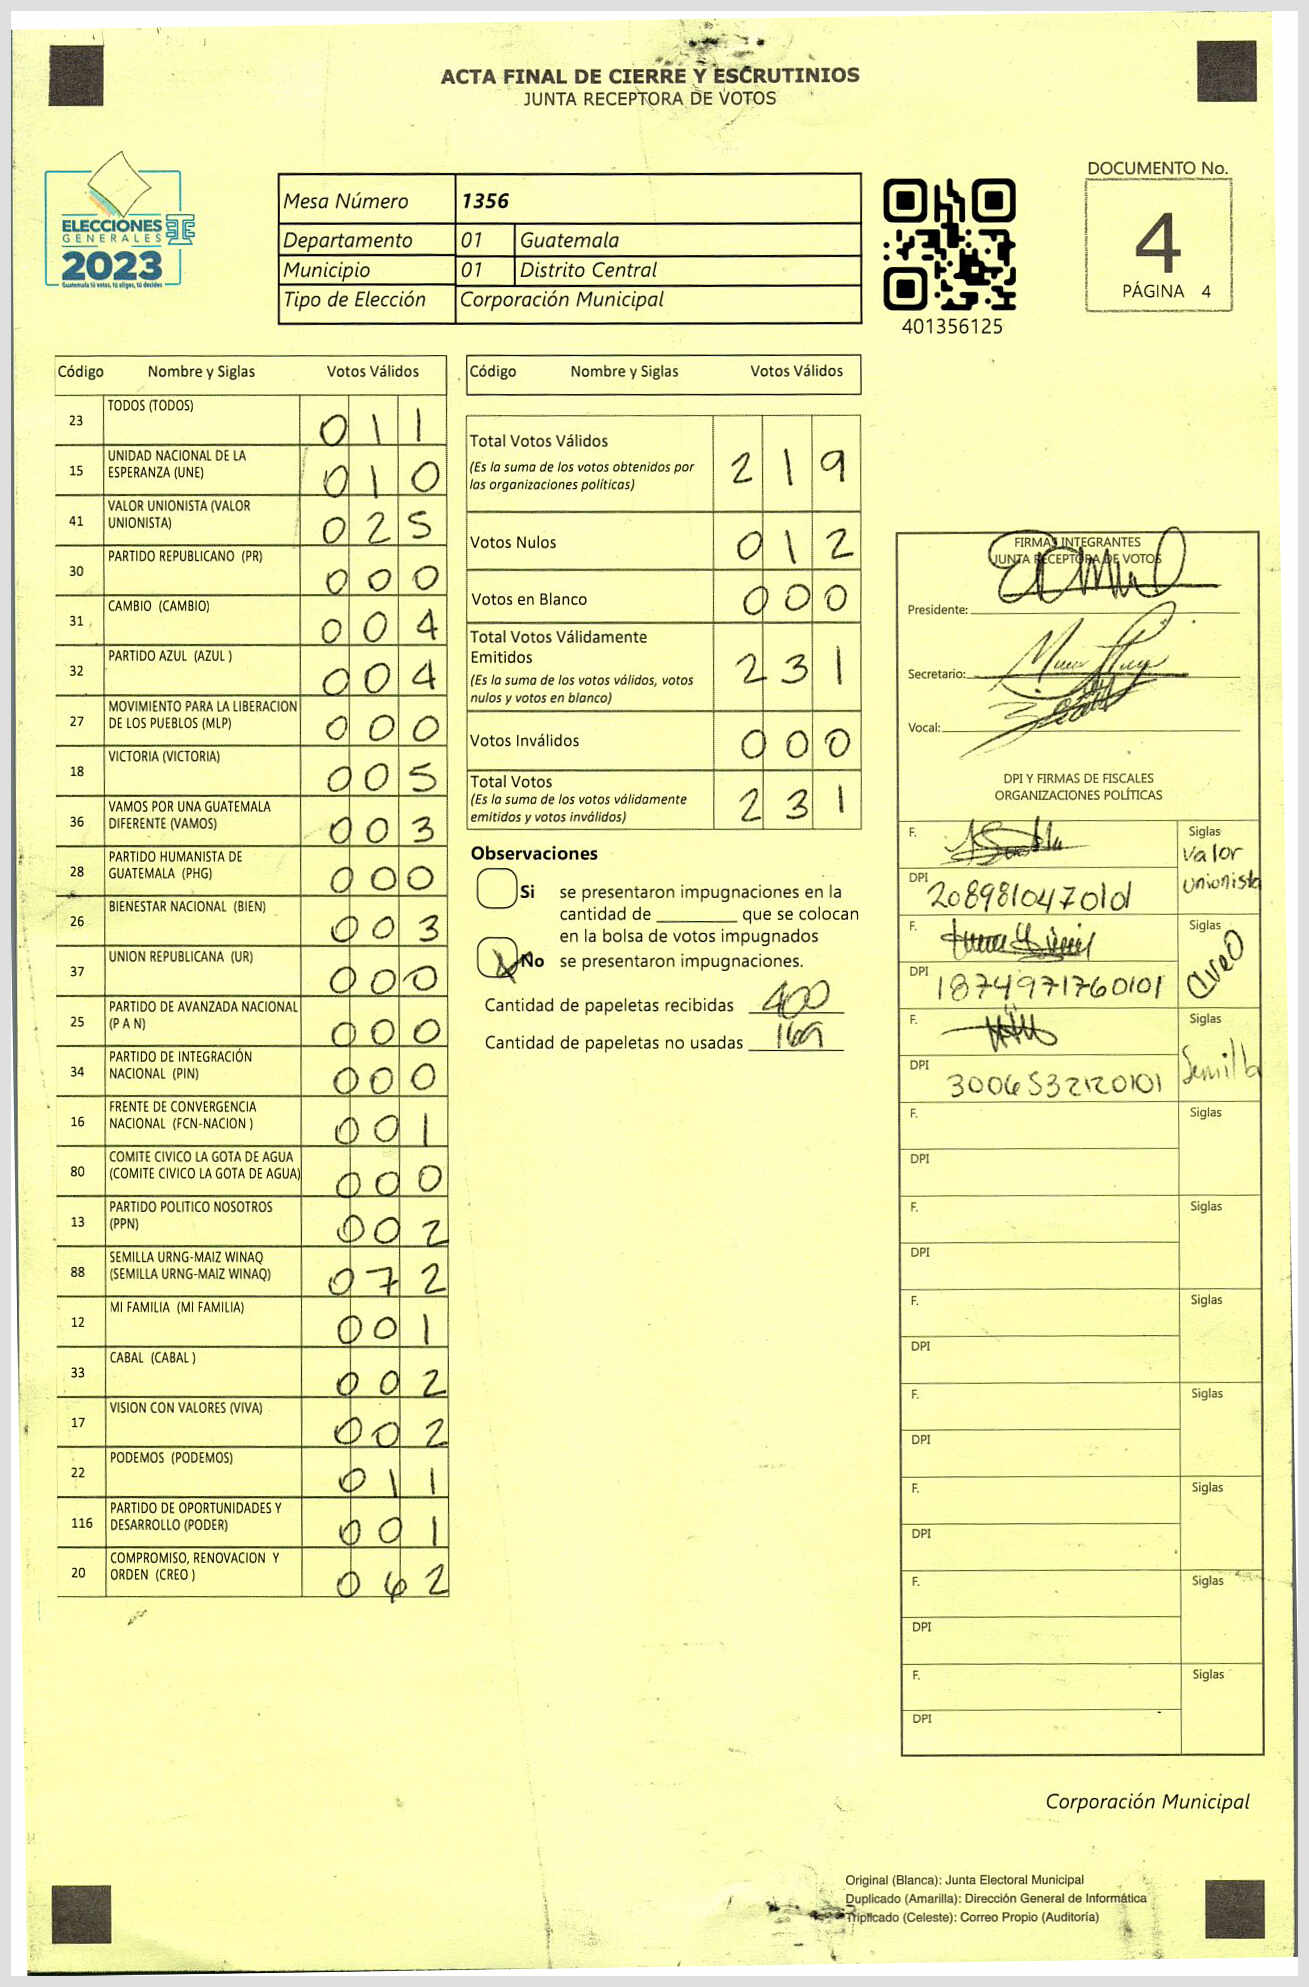 ACTA FINAL DE CIERRE Y ESCRUTINIOS
JUNTA RECEPTORA DE VOTOS
ELECCIONES
GENERALES
2023
Guatemala tú votas, tú eliges, tú decides
Mesa Número 1356
Departamento 01 Guatemala
Municipio 01 Distrito Central
Tipo de Elección Corporación Municipal
401356125
DOCUMENTO No.
4
PÁGINA 4
Código Nombre y Siglas Votos Válidos
23 TODOS (TODOS) 0 1 1
15 UNIDAD NACIONAL DE LA
ESPERANZA (UNE) 0 1 0
41 VALOR UNIONISTA (VALOR
UNIONISTA) 0 2 5
30 PARTIDO REPUBLICANO (PR) 0 0 0
31 CAMBIO (CAMBIO) 0 0 4
32 PARTIDO AZUL (AZUL ) 0 0 4
27 MOVIMIENTO PARA LA LIBERACION
DE LOS PUEBLOS (MLP) 0 0 0
18 VICTORIA (VICTORIA) 0 0 5
36 VAMOS POR UNA GUATEMALA
DIFERENTE (VAMOS) 0 0 3
28 PARTIDO HUMANISTA DE
GUATEMALA (PHG) 0 0 0
26 BIENESTAR NACIONAL (BIEN) 0 0 3
37 UNION REPUBLICANA (UR) 0 0 0
25 PARTIDO DE AVANZADA NACIONAL
(P A N) 0 0 0
34 PARTIDO DE INTEGRACIÓN
NACIONAL (PIN) 0 0 0
16 FRENTE DE CONVERGENCIA
NACIONAL (FCN-NACION ) 0 0 1
80 COMITE CIVICO LA GOTA DE AGUA
(COMITE CIVICO LA GOTA DE AGUA) 0 0 0
13 PARTIDO POLITICO NOSOTROS
(PPN) 0 0 2
88 SEMILLA URNG-MAIZ WINAQ
(SEMILLA URNG-MAIZ WINAQ) 0 7 2
12 MI FAMILIA (MI FAMILIA) 0 0 1
33 CABAL (CABAL ) 0 0 2
17 VISION CON VALORES (VIVA) 0 0 2
22 PODEMOS (PODEMOS) 0 1 1
116 PARTIDO DE OPORTUNIDADES Y
DESARROLLO (PODER) 0 0 1
20 COMPROMISO, RENOVACION Y
ORDEN (CREO ) 0 6 2
Código Nombre y Siglas Votos Válidos
Total Votos Válidos
(Es la suma de los votos obtenidos por
las organizaciones políticas) 2 1 9
Votos Nulos 0 1 2
Votos en Blanco 0 0 0
Total Votos Válidamente
Emitidos
(Es la suma de los votos válidos, votos
nulos y votos en blanco) 2 3 1
Votos Inválidos 0 0 0
Total Votos
(Es la suma de los votos válidamente
emitidos y votos inválidos) 2 3 1
Observaciones
Si se presentaron impugnaciones en la
cantidad de ________ que se colocan
en la bolsa de votos impugnados
No se presentaron impugnaciones.
Cantidad de papeletas recibidas 400
Cantidad de papeletas no usadas 169
FIRMAS INTEGRANTES
JUNTA RECEPTORA DE VOTOS
Presidente:
Secretario:
Vocal:
DPI Y FIRMAS DE FISCALES
ORGANIZACIONES POLÍTICAS
F. Siglas
Valor
Unionista
DPI 2089810470101
F. Siglas
Creo
DPI 1874971760101
F. Siglas
Semilla
DPI 3006532120101
F. Siglas
DPI
F. Siglas
DPI
F. Siglas
DPI
F. Siglas
DPI
F. Siglas
DPI
F. Siglas
DPI
F. Siglas
DPI
Corporación Municipal
Original (Blanca): Junta Electoral Municipal
Duplicado (Amarilla): Dirección General de Informática
Triplicado (Celeste): Correo Propio (Auditoría)